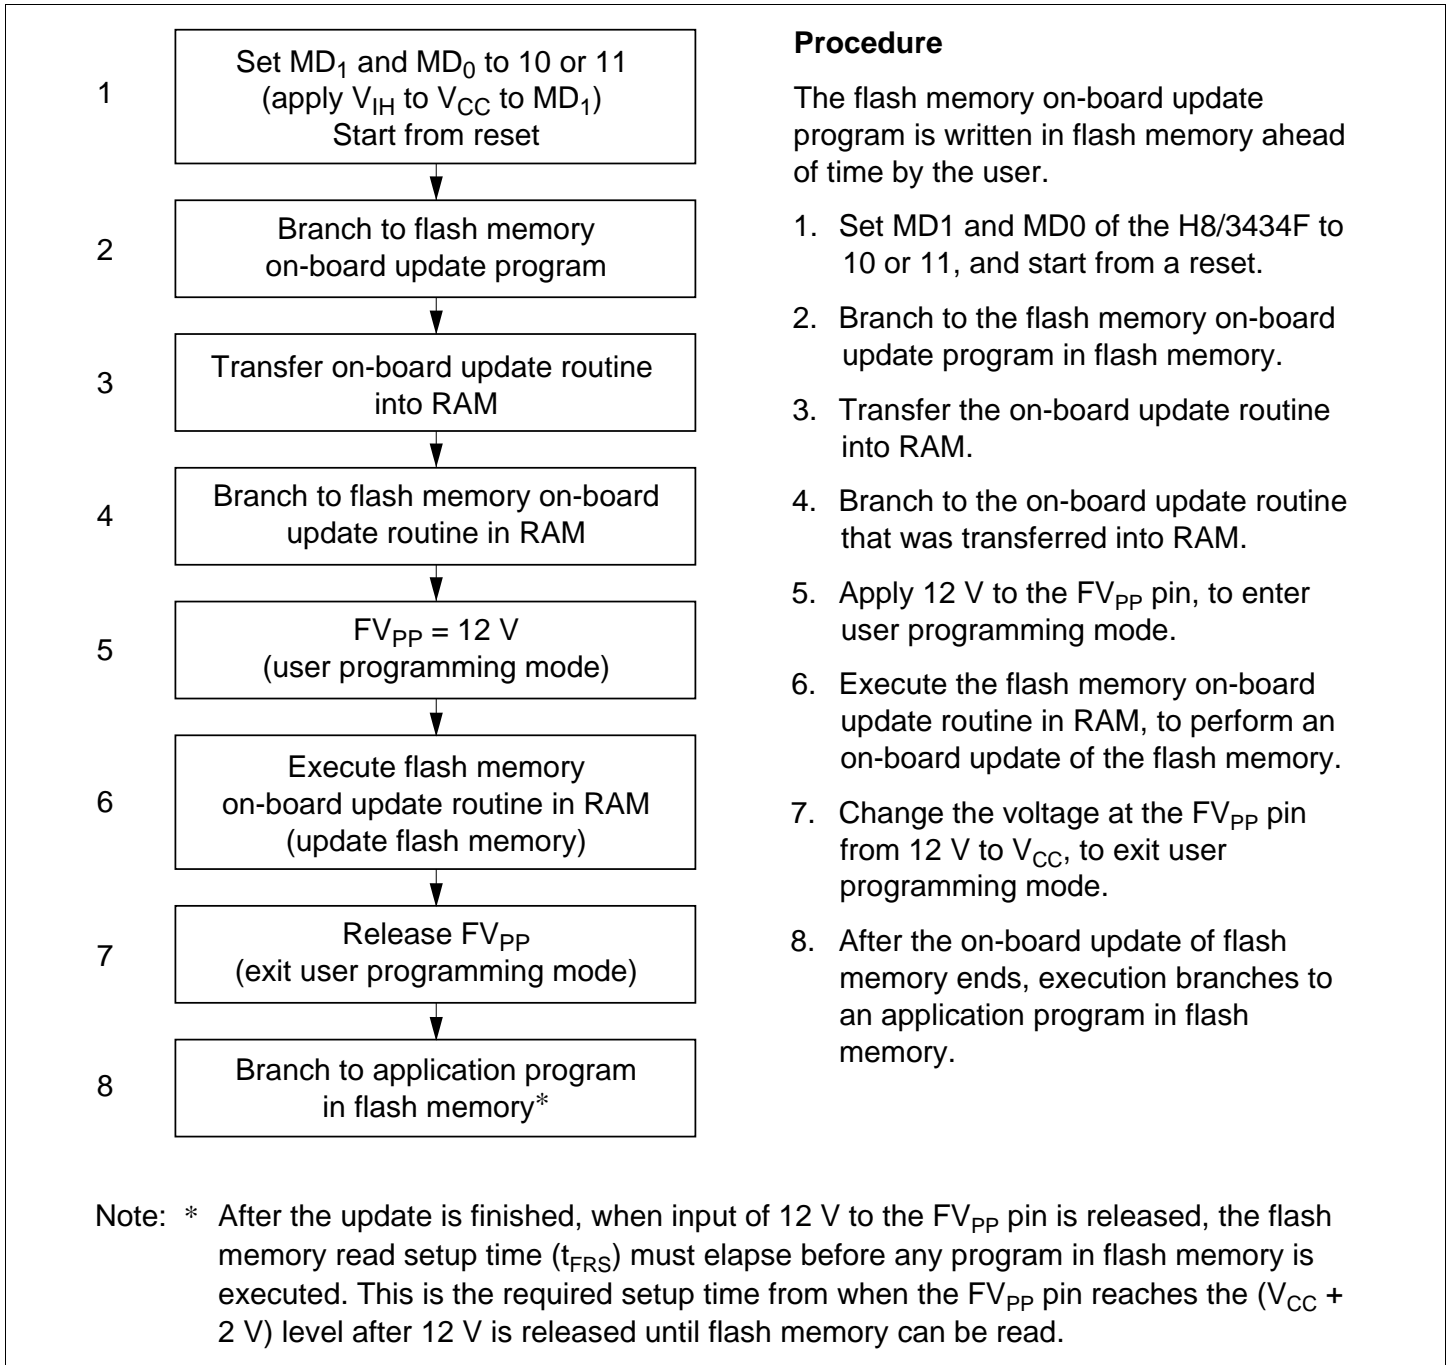 1
Set MD1 and MD0 to 10 or 11
(apply VIH to VCC to MD1)
Start from reset
2
Branch to flash memory
on-board update program
3
Transfer on-board update routine
into RAM
4
Branch to flash memory on-board
update routine in RAM
5
FVPP = 12 V
(user programming mode)
6
Execute flash memory
on-board update routine in RAM
(update flash memory)
7
Release FVPP
(exit user programming mode)
8
Branch to application program
in flash memory*
Procedure
The flash memory on-board update
program is written in flash memory ahead
of time by the user.
1. Set MD1 and MD0 of the H8/3434F to
10 or 11, and start from a reset.
2. Branch to the flash memory on-board
update program in flash memory.
3. Transfer the on-board update routine
into RAM.
4. Branch to the on-board update routine
that was transferred into RAM.
5. Apply 12 V to the FVPP pin, to enter
user programming mode.
6. Execute the flash memory on-board
update routine in RAM, to perform an
on-board update of the flash memory.
7. Change the voltage at the FVPP pin
from 12 V to VCC, to exit user
programming mode.
8. After the on-board update of flash
memory ends, execution branches to
an application program in flash
memory.
Note: * After the update is finished, when input of 12 V to the FVPP pin is released, the flash
memory read setup time (tFRS) must elapse before any program in flash memory is
executed. This is the required setup time from when the FVPP pin reaches the (VCC +
2 V) level after 12 V is released until flash memory can be read.